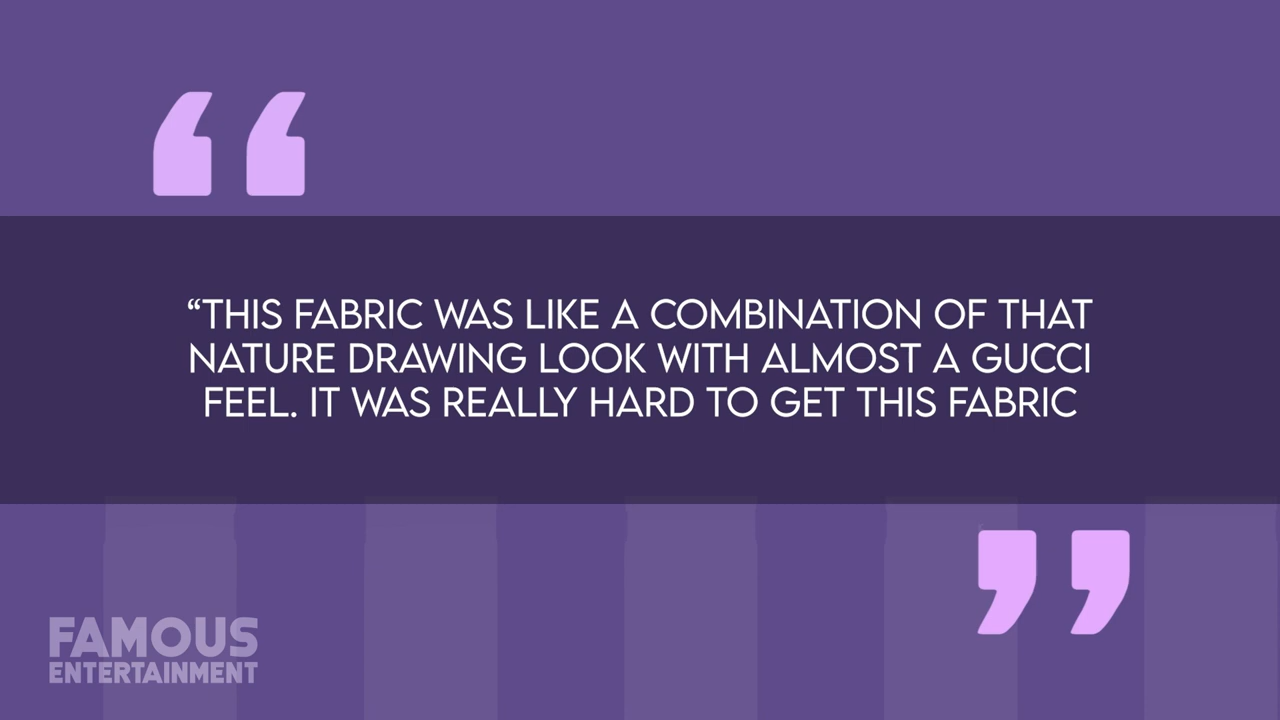 “THIS FABRIC WAS LIKE A COMBINATION OF THAT
NATURE DRAWING LOOK WITH ALMOST A GUCCI
FEEL. IT WAS REALLY HARD TO GET THIS FABRIC
FAMOUS
ENTERTAINMENT